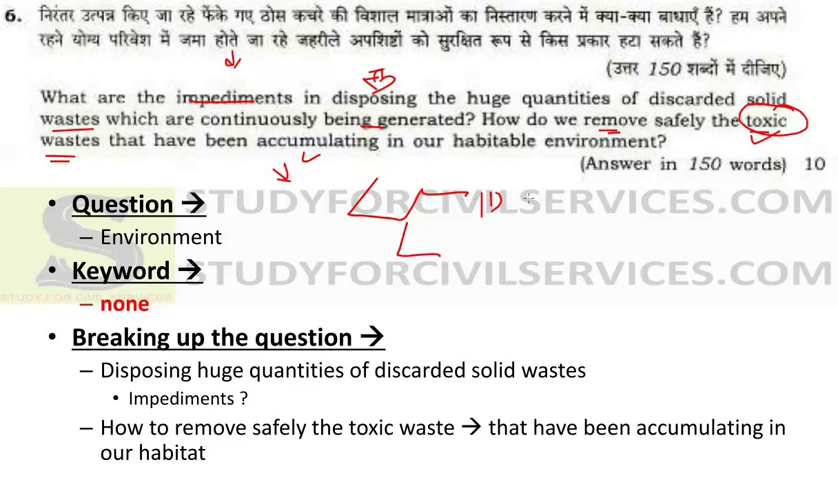 6. निरंतर उत्पन्न किए जा रहे फेंके गए ठोस कचरे की विशाल मात्राओं का निस्तारण करने में क्या-क्या बाधाएँ हैं? हम अपने
रहने योग्य परिवेश में जमा होते जा रहे जहरीले अपशिष्टों को सुरक्षित रूप से किस प्रकार हटा सकते हैं?
(उत्तर 150 शब्दों में दीजिए)
What are the impediments in disposing the huge quantities of discarded solid
wastes which are continuously being generated? How do we remove safely the toxic
wastes that have been accumulating in our habitable environment?
(Answer in 150 words) 10
STUDYFORCIVILSERVICES.COM
• Question →
– Environment
• Keyword →
STUDYFORCIVILSERVICES.COM
– none
• Breaking up the question →
– Disposing huge quantities of discarded solid wastes
• Impediments ?
– How to remove safely the toxic waste → that have been accumulating in
our habitat